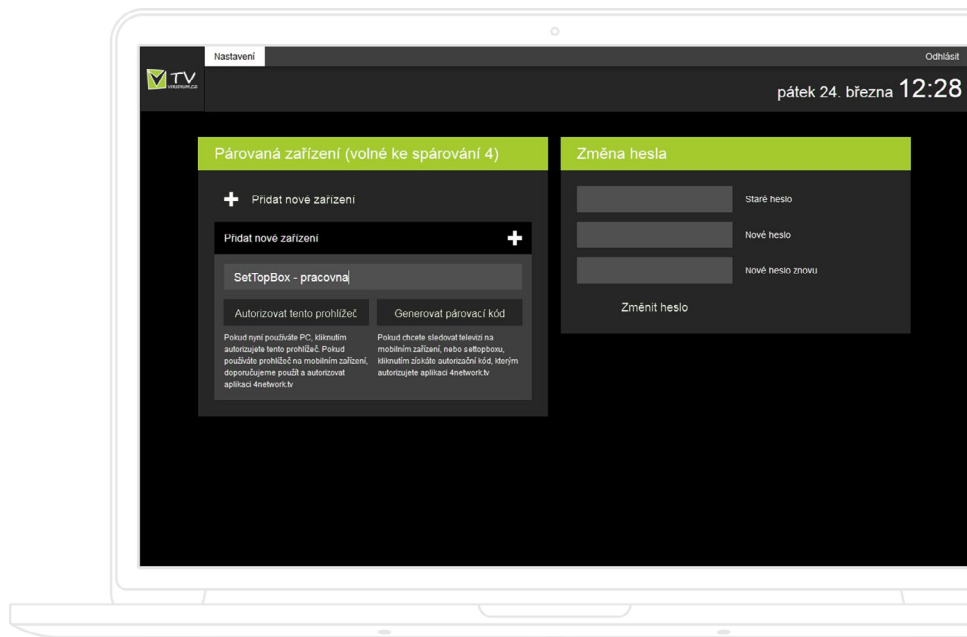 Nastavení
Odhlásit
TV
pátek 24. března 12:28
Párovaná zařízení (volné ke spárování 4)
Přidat nové zařízení
Přidat nové zařízení
SetTopBox - pracovna
Autorizovat tento prohlížeč
Generovat párovací kód
Pokud nyní používáte PC, kliknutím
autorizujete tento prohlížeč. Pokud
používáte prohlížeč na mobilním zařízení,
doporučujeme použít a autorizovat
aplikaci 4network.tv
Pokud chcete sledovat televizi na
mobilním zařízení, nebo settopboxu,
kliknutím získáte autorizační kód, kterým
autorizujete aplikaci 4network.tv
Změna hesla
Staré heslo
Nové heslo
Nové heslo znovu
Změnit heslo